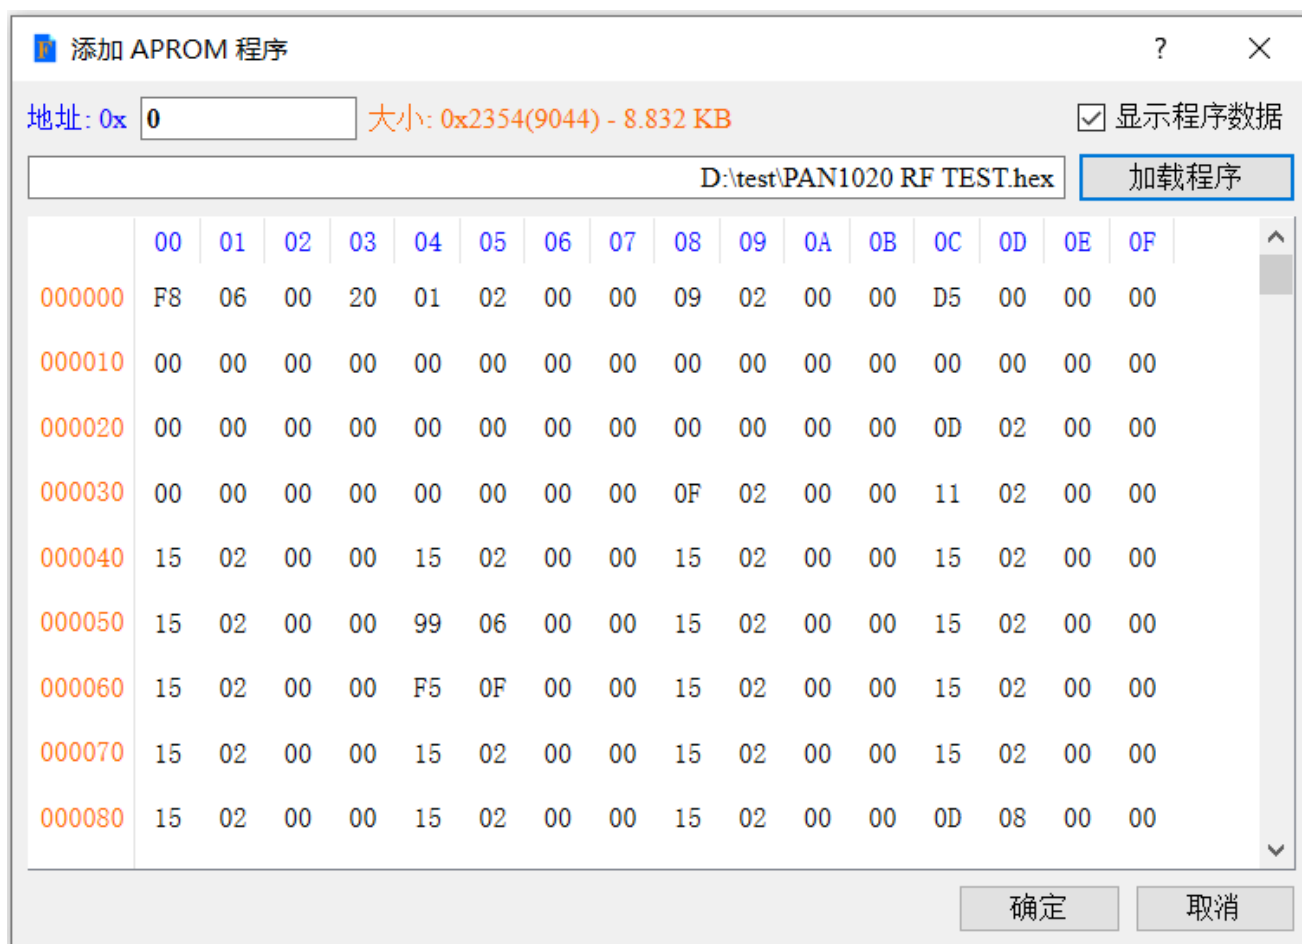 添加 APROM 程序 ?
地址: 0x 0 大小: 0x2354(9044) - 8.832 KB 显示程序数据
D:\test\PAN1020 RF TEST.hex 加载程序
00 01 02 03 04 05 06 07 08 09 0A 0B 0C 0D 0E 0F
000000 F8 06 00 20 01 02 00 00 09 02 00 00 D5 00 00 00
000010 00 00 00 00 00 00 00 00 00 00 00 00 00 00 00 00
000020 00 00 00 00 00 00 00 00 00 00 00 00 0D 02 00 00
000030 00 00 00 00 00 00 00 00 0F 02 00 00 11 02 00 00
000040 15 02 00 00 15 02 00 00 15 02 00 00 15 02 00 00
000050 15 02 00 00 99 06 00 00 15 02 00 00 15 02 00 00
000060 15 02 00 00 F5 0F 00 00 15 02 00 00 15 02 00 00
000070 15 02 00 00 15 02 00 00 15 02 00 00 15 02 00 00
000080 15 02 00 00 15 02 00 00 15 02 00 00 0D 08 00 00
确定 取消